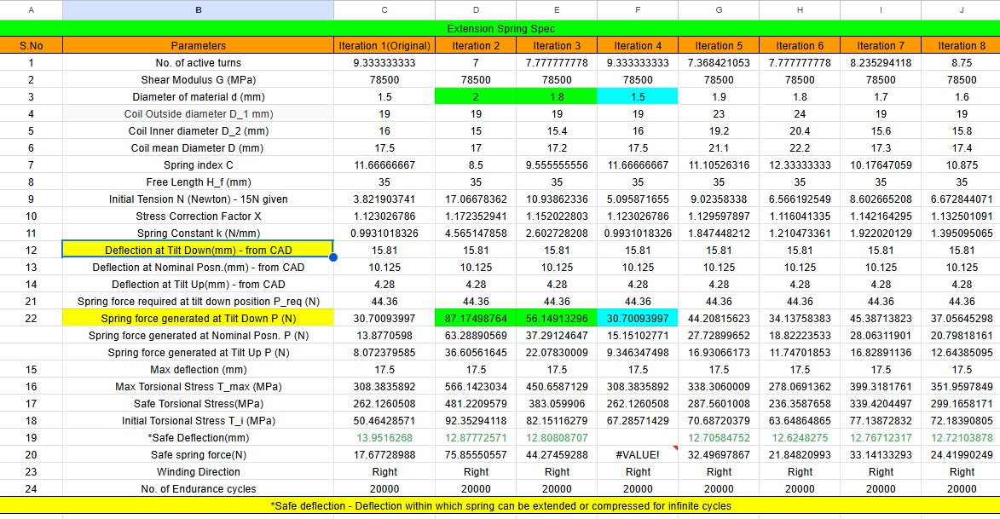 A B C D E F G H I J
Extension Spring Spec
S.No Parameters Iteration 1(Original) Iteration 2 Iteration 3 Iteration 4 Iteration 5 Iteration 6 Iteration 7 Iteration 8
1 No. of active turns 9.333333333 7 7.777777778 9.333333333 7.368421053 7.777777778 8.235294118 8.75
2 Shear Modulus G (MPa) 78500 78500 78500 78500 78500 78500 78500 78500
3 Diameter of material d (mm) 1.5 2 1.8 1.5 1.9 1.8 1.7 1.6
4 Coil Outside diameter D_1 mm) 19 19 19 19 23 24 19 19
5 Coil Inner diameter D_2 (mm) 16 15 15.4 16 19.2 20.4 15.6 15.8
6 Coil mean Diameter D (mm) 17.5 17 17.2 17.5 21.1 22.2 17.3 17.4
7 Spring index C 11.66666667 8.5 9.555555556 11.66666667 11.10526316 12.33333333 10.17647059 10.875
8 Free Length H_f (mm) 35 35 35 35 35 35 35 35
9 Initial Tension N (Newton) - 15N given 3.821903741 17.06678362 10.93862336 5.095871655 9.02358338 6.566192549 8.602665208 6.672844071
10 Stress Correction Factor X 1.123026786 1.172352941 1.152022803 1.123026786 1.129597897 1.116041335 1.142164295 1.132501091
11 Spring Constant k (N/mm) 0.9931018326 4.565147858 2.602728208 0.9931018326 1.847448212 1.210473361 1.922020129 1.395095065
12 Deflection at Tilt Down(mm) - from CAD 15.81 15.81 15.81 15.81 15.81 15.81 15.81 15.81
13 Deflection at Nominal Posn.(mm) - from CAD 10.125 10.125 10.125 10.125 10.125 10.125 10.125 10.125
14 Deflection at Tilt Up(mm) - from CAD 4.28 4.28 4.28 4.28 4.28 4.28 4.28 4.28
21 Spring force required at tilt down position P_req (N) 44.36 44.36 44.36 44.36 44.36 44.36 44.36 44.36
22 Spring force generated at Tilt Down P (N) 30.70093997 87.17498764 56.14913296 30.70093997 44.20815623 34.13758383 45.38713823 37.05645298
Spring force generated at Nominal Posn. P (N) 13.8770598 63.28890569 37.29124647 15.15102771 27.72899652 18.82223533 28.06311901 20.79818161
Spring force generated at Tilt Up P (N) 8.072379585 36.60561645 22.07830009 9.346347498 16.93066173 11.74701853 16.82891136 12.64385095
15 Max deflection (mm) 17.5 17.5 17.5 17.5 17.5 17.5 17.5 17.5
16 Max Torsional Stress T_max (MPa) 308.3835892 566.1423034 450.6587129 308.3835892 338.3060009 278.0691362 399.3181761 351.9597849
17 Safe Torsional Stress(MPa) 262.1260508 481.2209579 383.059906 262.1260508 287.5601008 236.3587658 339.4204497 299.1658171
18 Initial Torsional Stress T_i (MPa) 50.46428571 92.35294118 82.15116279 67.28571429 70.68720379 63.64864865 77.13872832 72.18390805
19 *Safe Deflection(mm) 13.9516268 12.87772571 12.80808707 12.70584752 12.6248275 12.76712317 12.72103878
20 Safe spring force(N) 17.67728988 75.85550557 44.27459288 #VALUE! 32.49697867 21.84820993 33.14133293 24.41990249
23 Winding Direction Right Right Right Right Right Right Right Right
24 No. of Endurance cycles 20000 20000 20000 20000 20000 20000 20000 20000
*Safe deflection - Deflection within which spring can be extended or compressed for infinite cycles